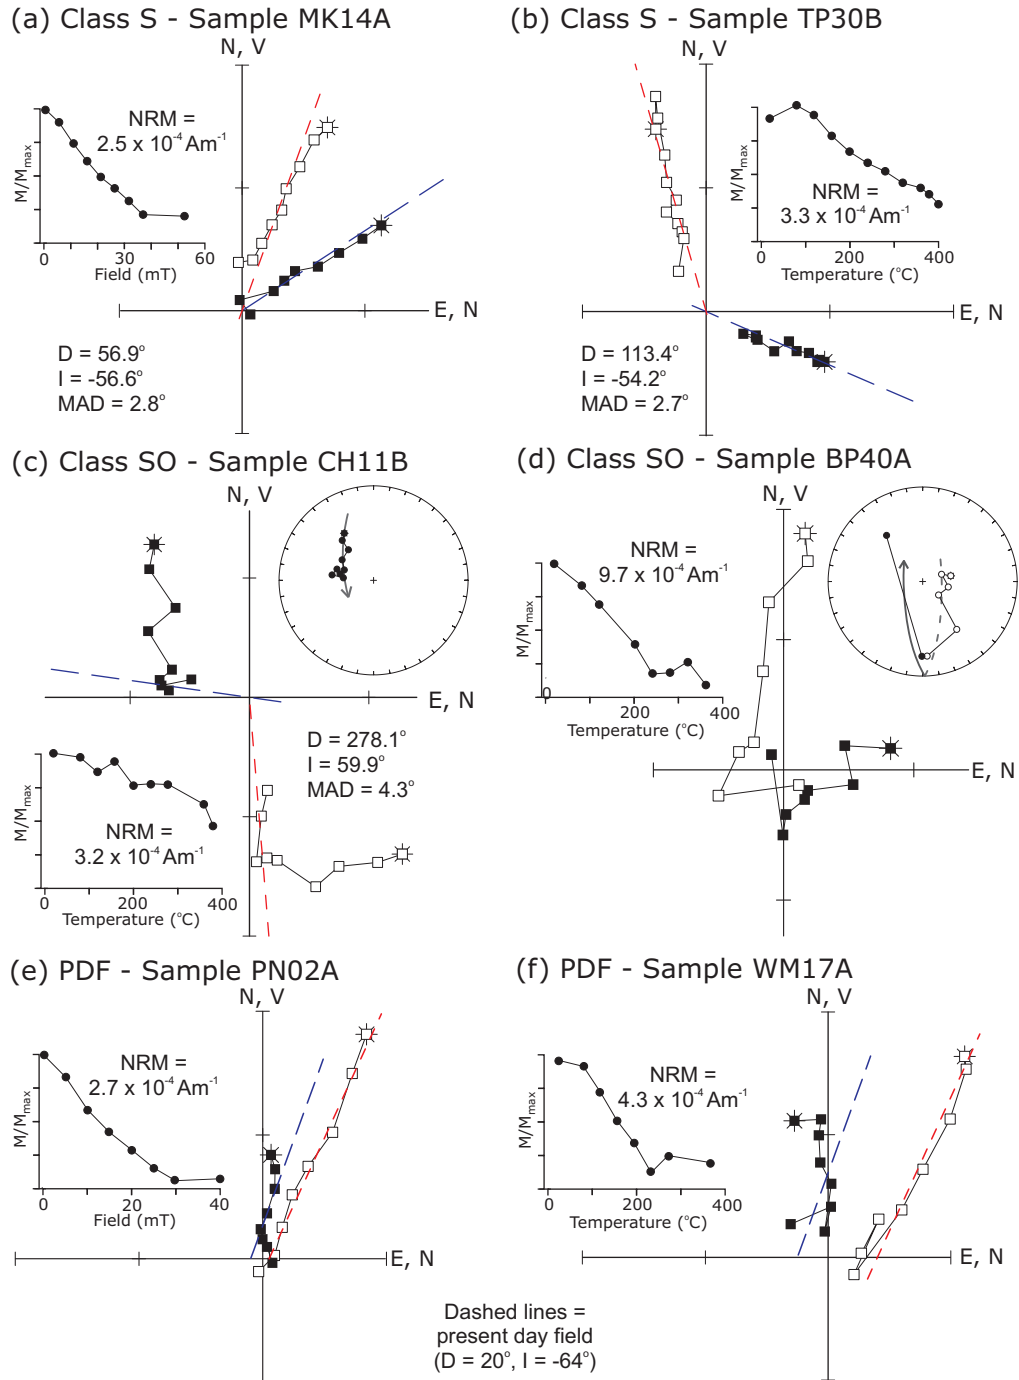 (a) Class S - Sample MK14A
N, V
NRM =
2.5 x 10⁻⁴ Am⁻¹
M/Mmax
0 30 60
Field (mT)
E, N
D = 56.9°
I = -56.6°
MAD = 2.8°
(b) Class S - Sample TP30B
N, V
M/Mmax
NRM =
3.3 x 10⁻⁴ Am⁻¹
0 200 400
Temperature (°C)
E, N
D = 113.4°
I = -54.2°
MAD = 2.7°
(c) Class SO - Sample CH11B
N, V
E, N
D = 278.1°
I = 59.9°
MAD = 4.3°
M/Mmax
NRM =
3.2 x 10⁻⁴ Am⁻¹
0 200 400
Temperature (°C)
(d) Class SO - Sample BP40A
N, V
NRM =
9.7 x 10⁻⁴ Am⁻¹
M/Mmax
0 200 400
Temperature (°C)
E, N
(e) PDF - Sample PN02A
N, V
NRM =
2.7 x 10⁻⁴ Am⁻¹
M/Mmax
0 20 40
Field (mT)
E, N
(f) PDF - Sample WM17A
N, V
NRM =
4.3 x 10⁻⁴ Am⁻¹
M/Mmax
0 200 400
Temperature (°C)
E, N
Dashed lines =
present day field
(D = 20°, I = -64°)